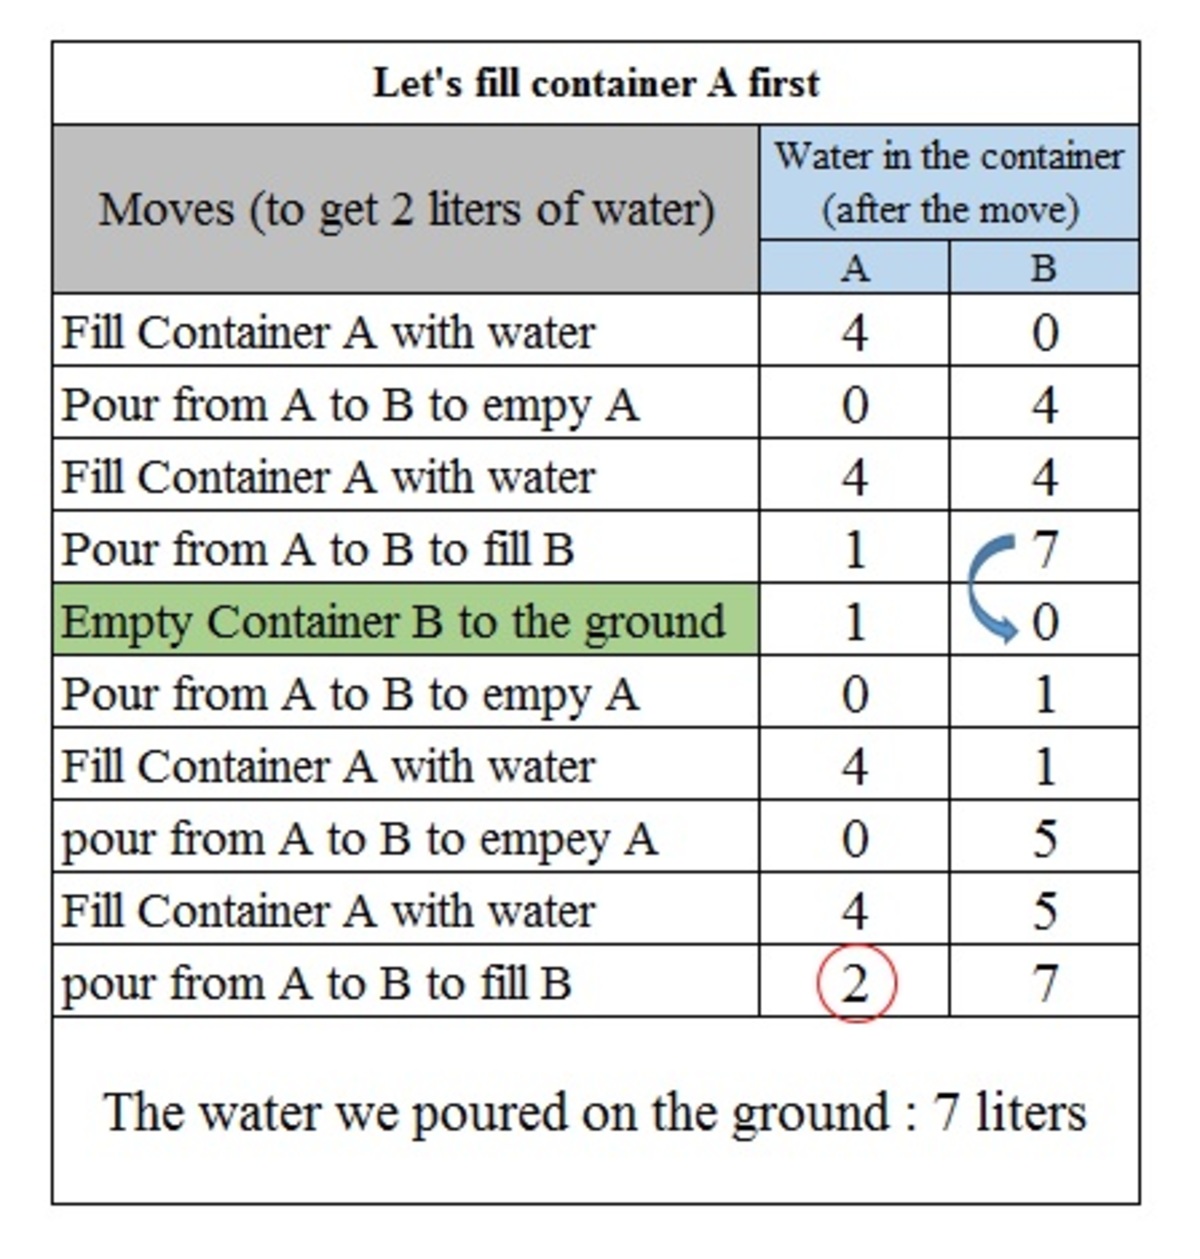 Let's fill container A first
Moves (to get 2 liters of water)
Water in the container
(after the move)
A B
Fill Container A with water 4 0
Pour from A to B to empy A 0 4
Fill Container A with water 4 4
Pour from A to B to fill B 1 7
Empty Container B to the ground 1 0
Pour from A to B to empy A 0 1
Fill Container A with water 4 1
pour from A to B to empey A 0 5
Fill Container A with water 4 5
pour from A to B to fill B 2 7
The water we poured on the ground : 7 liters